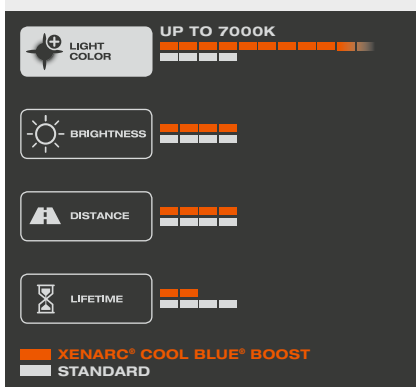 UP TO 7000K
LIGHT
COLOR
BRIGHTNESS
DISTANCE
LIFETIME
XENARC® COOL BLUE® BOOST
STANDARD